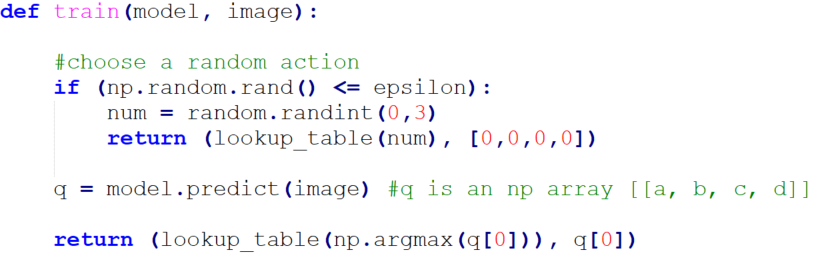 def train(model, image):
#choose a random action
if (np.random.rand() <= epsilon):
num = random.randint(0,3)
return (lookup_table(num), [0,0,0,0])
q = model.predict(image) #q is an np array [[a, b, c, d]]
return (lookup_table(np.argmax(q[0])), q[0])